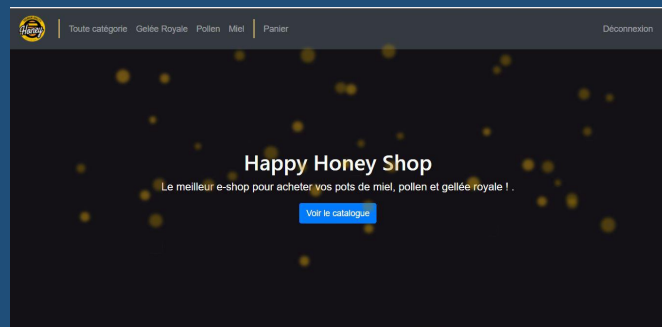 Honey
Toute catégorie Gelée Royale Pollen Miel Panier Déconnexion
Happy Honey Shop
Le meilleur e-shop pour acheter vos pots de miel, pollen et gellée royale ! .
Voir le catalogue